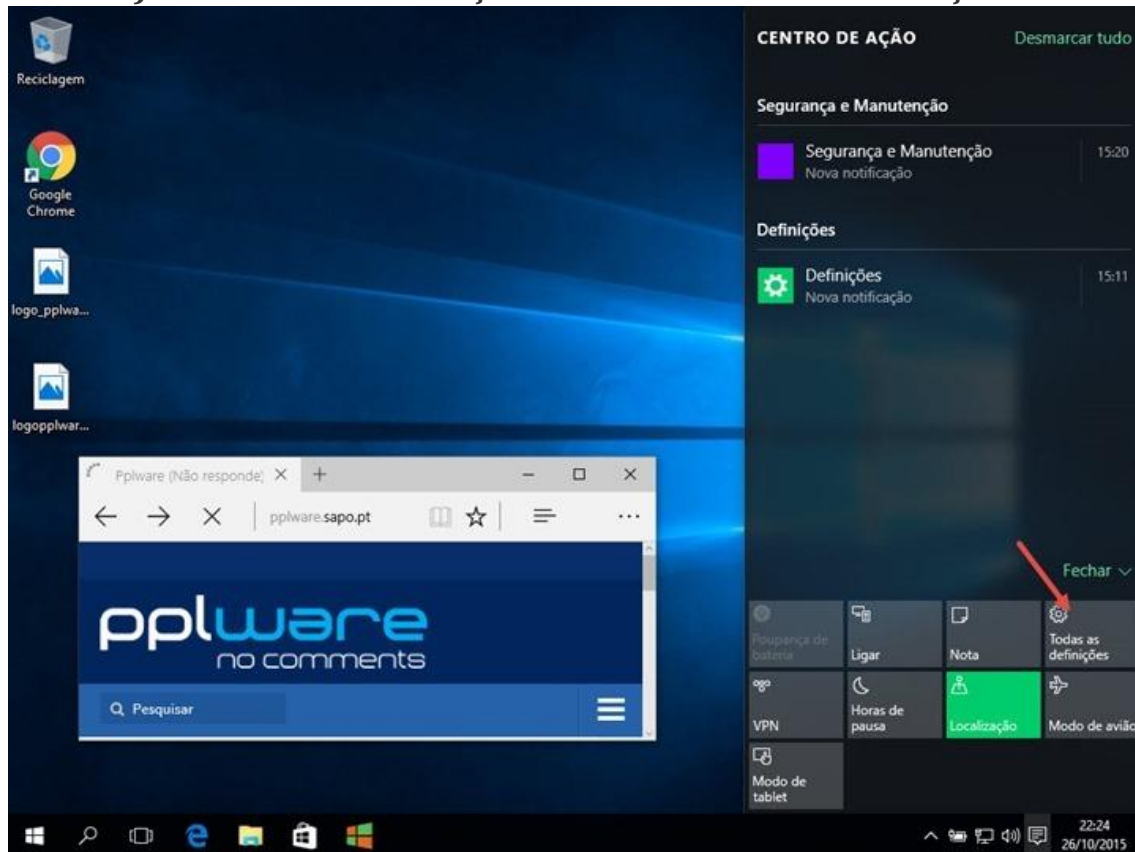 Reciclagem
Google
Chrome
logo_pplwa...
logopplwar...
CENTRO DE AÇÃO
Desmarcar tudo
Segurança e Manutenção
Segurança e Manutenção
15:20
Nova notificação
Definições
Definições
15:11
Nova notificação
Pplware (Não responde)
pplware.sapo.pt
pplware
no comments
Pesquisar
Fechar
Poupança de
bateria
Ligar
Nota
Todas as
definições
VPN
Horas de
pausa
Localização
Modo de avião
Modo de
tablet
22:24
26/10/2015